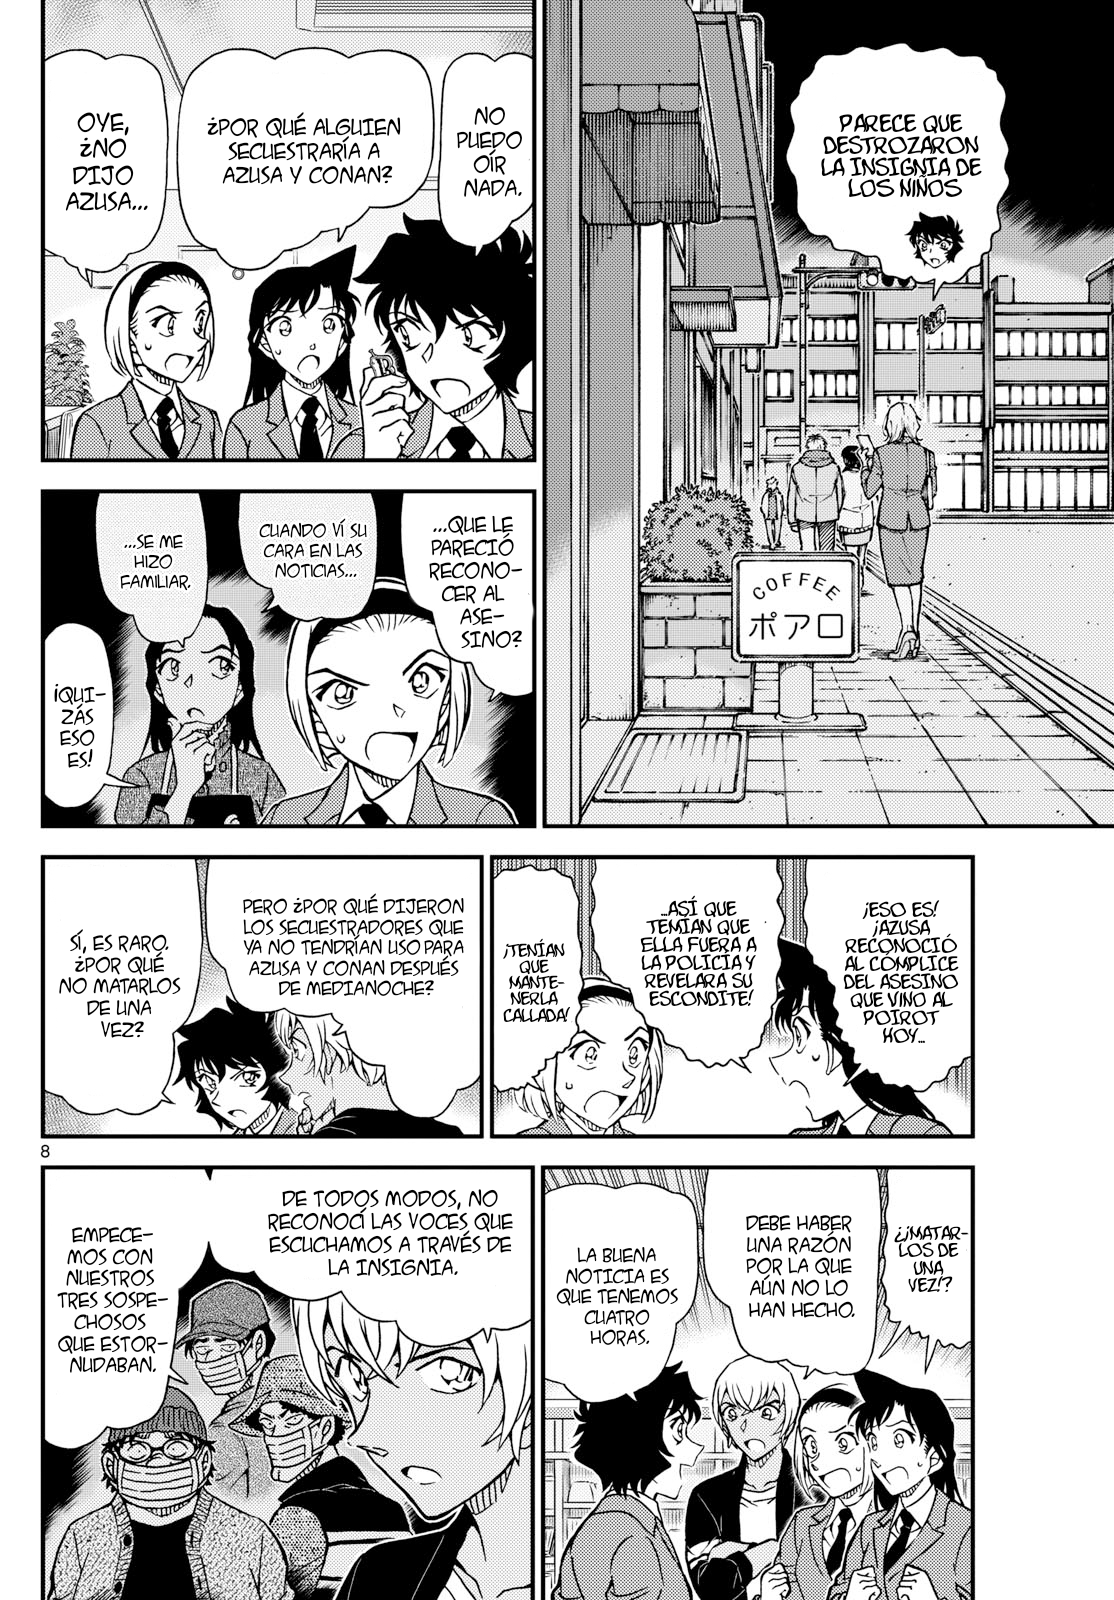 PARECE QUE
DESTROZARON
LA INSIGNIA DE
LOS NIÑOS
COFFEE
ポアロ
NO
PUEDO
OÍR
NADA.
¿POR QUÉ ALGUIEN
SECUESTRARÍA A
AZUSA Y CONAN?
OYE,
¿NO
DIJO
AZUSA...
...QUE LE
PARECIÓ
RECONO-
CER AL
ASE-
SINO?
CUANDO VÍ SU
CARA EN LAS
NOTICIAS...
...SE ME
HIZO
FAMILIAR.
¡QUI-
ZÁS
ESO
ES!
¡ESO ES!
¡AZUSA
RECONOCIÓ
AL CÓMPLICE
DEL ASESINO
QUE VINO AL
POIROT
HOY...
...ASÍ QUE
TEMÍAN QUE
ELLA FUERA A
LA POLICÍA Y
REVELARA SU
ESCONDITE!
¡TENÍAN
QUE
MANTE-
NERLA
CALLADA!
PERO ¿POR QUÉ DIJERON
LOS SECUESTRADORES QUE
YA NO TENDRÍAN USO PARA
AZUSA Y CONAN DESPUÉS
DE MEDIANOCHE?
SÍ, ES RARO.
¿POR QUÉ
NO MATARLOS
DE UNA
VEZ?
8
¿¡MATAR-
LOS DE
UNA
VEZ!?
DEBE HABER
UNA RAZÓN
POR LA QUE
AÚN NO LO
HAN HECHO.
LA BUENA
NOTICIA ES
QUE TENEMOS
CUATRO
HORAS.
DE TODOS MODOS, NO
RECONOCÍ LAS VOCES QUE
ESCUCHAMOS A TRAVÉS DE
LA INSIGNIA.
EMPECE-
MOS CON
NUESTROS
TRES SOSPE-
CHOSOS
QUE ESTOR-
NUDABAN.